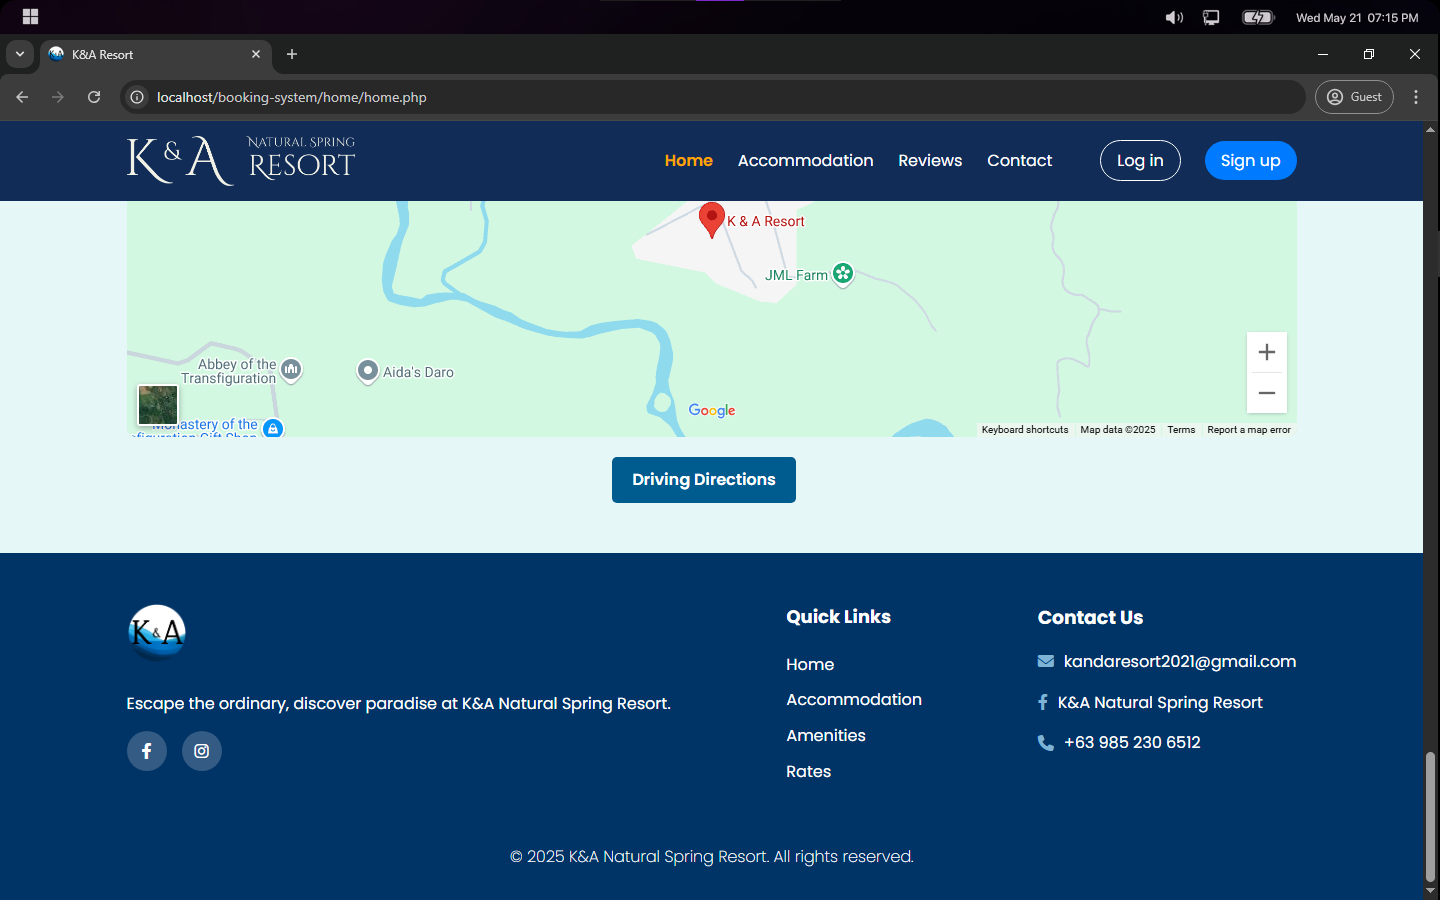 Wed May 21 07:15 PM
K&A Resort
localhost/booking-system/home/home.php
Guest
K & A
NATURAL SPRING
RESORT
Home
Accommodation
Reviews
Contact
Log in
Sign up
K & A Resort
JML Farm
Abbey of the
Transfiguration
Aida's Daro
Monastery of the
Gift Shop
Google
Keyboard shortcuts
Map data ©2025
Terms
Report a map error
Driving Directions
K&A
Escape the ordinary, discover paradise at K&A Natural Spring Resort.
Quick Links
Home
Accommodation
Amenities
Rates
Contact Us
kandaresort2021@gmail.com
K&A Natural Spring Resort
+63 985 230 6512
© 2025 K&A Natural Spring Resort. All rights reserved.